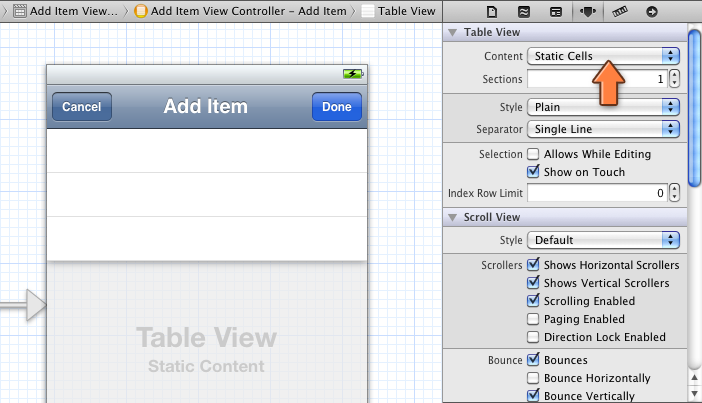 Add Item View... Add Item View Controller – Add Item Table View
Cancel Add Item Done
Table View
Static Content
Table View
Content Static Cells
Sections 1
Style Plain
Separator Single Line
Selection Allows While Editing
Show on Touch
Index Row Limit 0
Scroll View
Style Default
Scrollers Shows Horizontal Scrollers
Shows Vertical Scrollers
Scrolling Enabled
Paging Enabled
Direction Lock Enabled
Bounce Bounces
Bounce Horizontally
Bounce Vertically